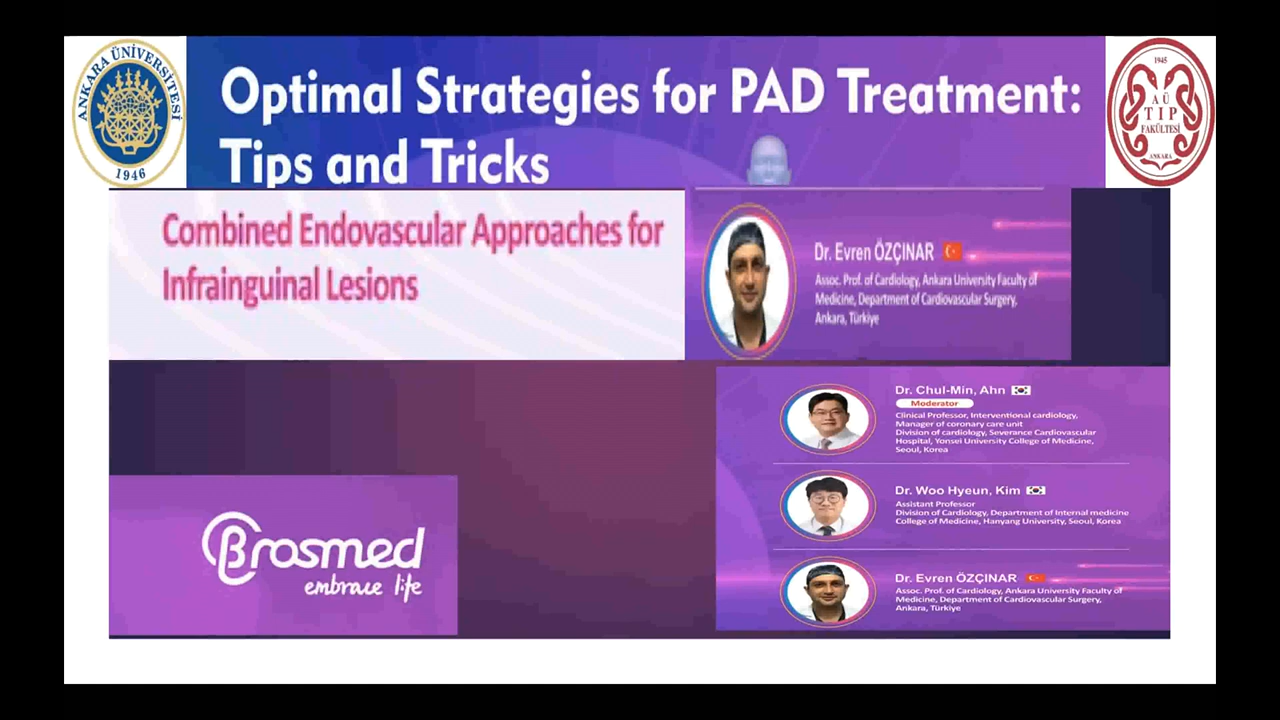 ANKARA ÜNİVERSİTESİ
1946
Optimal Strategies for PAD Treatment:
Tips and Tricks
1945
AÜ
TIP
FAKÜLTESİ
ANKARA
Combined Endovascular Approaches for
Infrainguinal Lesions
Dr. Evren ÖZÇINAR
Assoc. Prof. of Cardiology, Ankara University Faculty of
Medicine, Department of Cardiovascular Surgery,
Ankara, Türkiye
Brosmed
embrace life
Dr. Chul-Min, Ahn
Moderator
Clinical Professor, Interventional cardiology,
Manager of coronary care unit
Division of cardiology, Severance Cardiovascular
Hospital, Yonsei University College of Medicine,
Seoul, Korea
Dr. Woo Hyeun, Kim
Assistant Professor
Division of Cardiology, Department of Internal medicine
College of Medicine, Hanyang University, Seoul, Korea
Dr. Evren ÖZÇINAR
Assoc. Prof. of Cardiology, Ankara University Faculty of
Medicine, Department of Cardiovascular Surgery,
Ankara, Türkiye